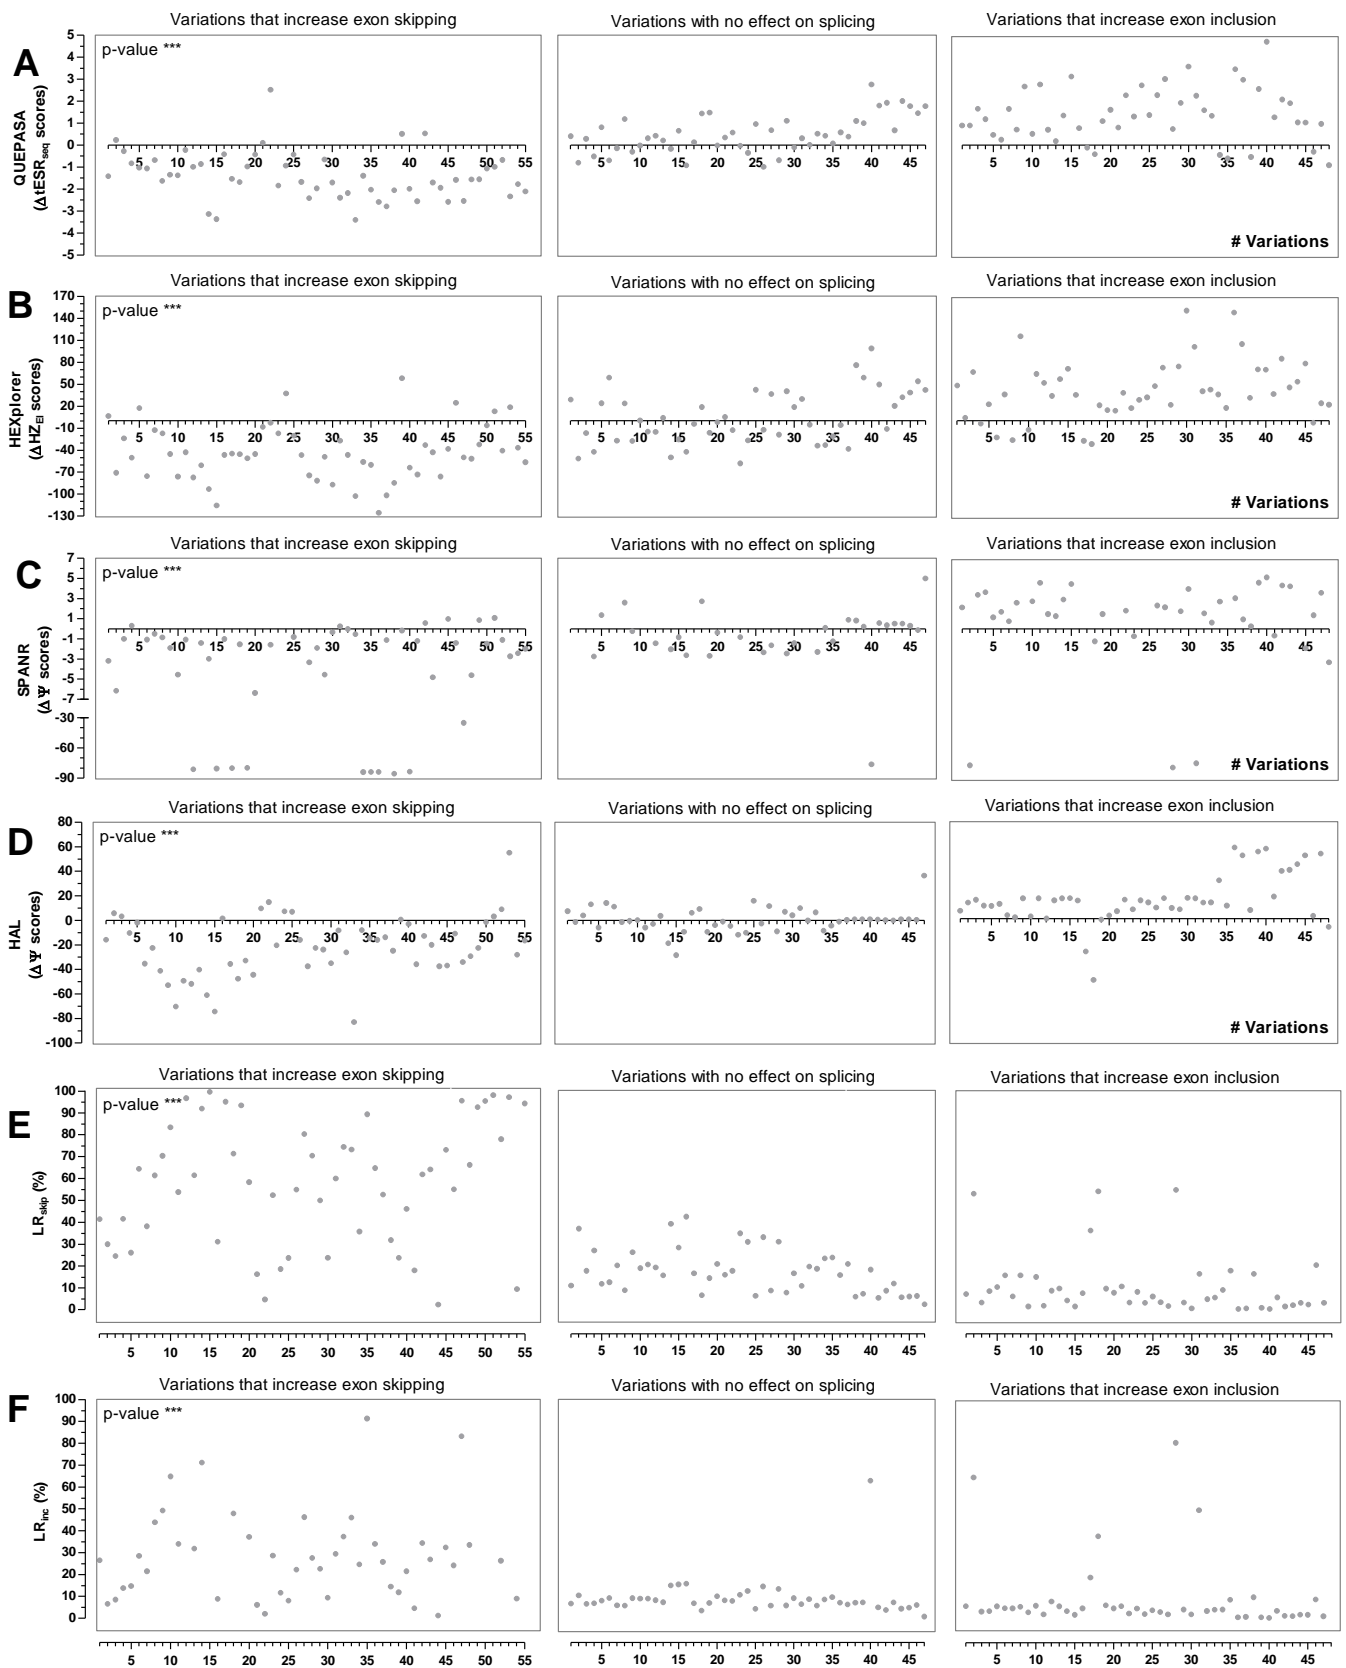 Variations that increase exon skipping
Variations with no effect on splicing
Variations that increase exon inclusion
A
QUEPASA
(ΔtESRseq scores)
5
4
3
2
1
0
-1
-2
-3
-4
-5
p-value ***
5 10 15 20 25 30 35 40 45 50 55
5 10 15 20 25 30 35 40 45
5 10 15 20 25 30 35 40 45
# Variations
Variations that increase exon skipping
Variations with no effect on splicing
Variations that increase exon inclusion
B
HEXplorer
(ΔHZEI scores)
170
140
110
80
50
20
-10
-40
-70
-100
-130
p-value ***
5 10 15 20 25 30 35 40 45 50 55
5 10 15 20 25 30 35 40 45
5 10 15 20 25 30 35 40 45
# Variations
Variations that increase exon skipping
Variations with no effect on splicing
Variations that increase exon inclusion
C
SPANR
(ΔΨ scores)
7
5
3
1
-1
-3
-5
-7
-30
-60
-90
p-value ***
5 10 15 20 25 30 35 40 45 50 55
5 10 15 20 25 30 35 40 45
5 10 15 20 25 30 35 40 45
# Variations
Variations that increase exon skipping
Variations with no effect on splicing
Variations that increase exon inclusion
D
HAL
(ΔΨ scores)
80
60
40
20
0
-20
-40
-60
-80
-100
p-value ***
5 10 15 20 25 30 35 40 45 50 55
5 10 15 20 25 30 35 40 45
5 10 15 20 25 30 35 40 45
# Variations
Variations that increase exon skipping
Variations with no effect on splicing
Variations that increase exon inclusion
E
LRskip (%)
100
90
80
70
60
50
40
30
20
10
0
p-value ***
5 10 15 20 25 30 35 40 45 50 55
5 10 15 20 25 30 35 40 45
5 10 15 20 25 30 35 40 45
Variations that increase exon skipping
Variations with no effect on splicing
Variations that increase exon inclusion
F
LRinc (%)
100
90
80
70
60
50
40
30
20
10
0
p-value ***
5 10 15 20 25 30 35 40 45 50 55
5 10 15 20 25 30 35 40 45
5 10 15 20 25 30 35 40 45